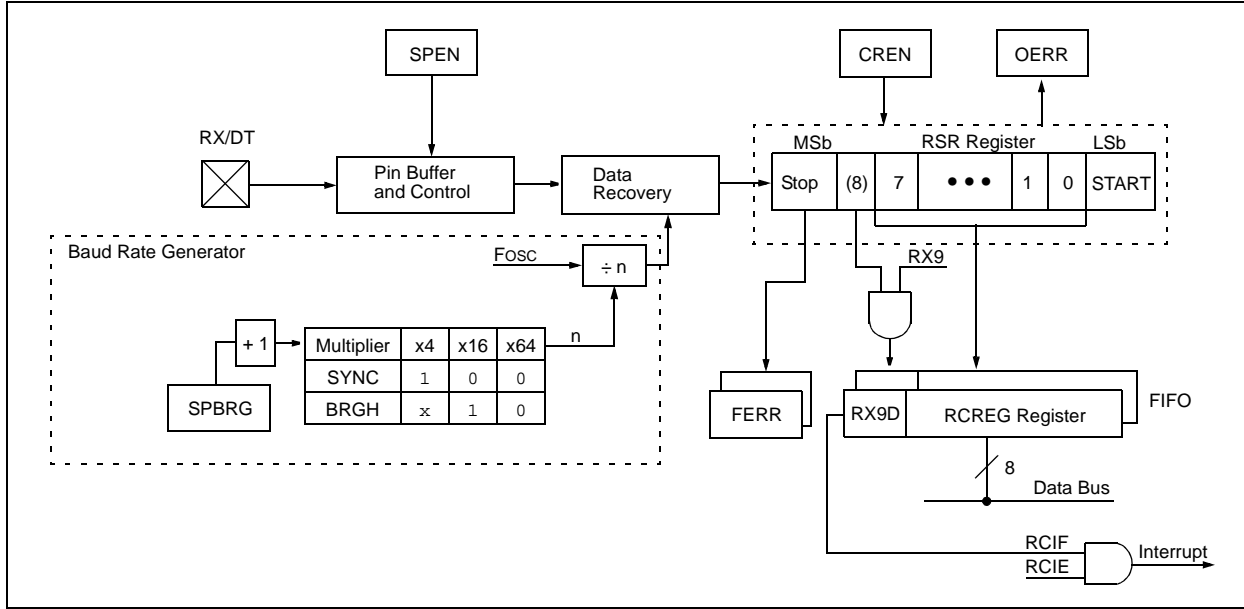 SPEN
CREN
OERR
RX/DT
MSb
RSR Register
LSb
Pin Buffer
and Control
Data
Recovery
Stop (8) 7 ••• 1 0 START
Baud Rate Generator
FOSC
÷ n
RX9
+ 1
Multiplier x4 x16 x64
n
SYNC 1 0 0
BRGH x 1 0
SPBRG
FERR
RX9D
RCREG Register
FIFO
8
Data Bus
RCIF
RCIE
Interrupt